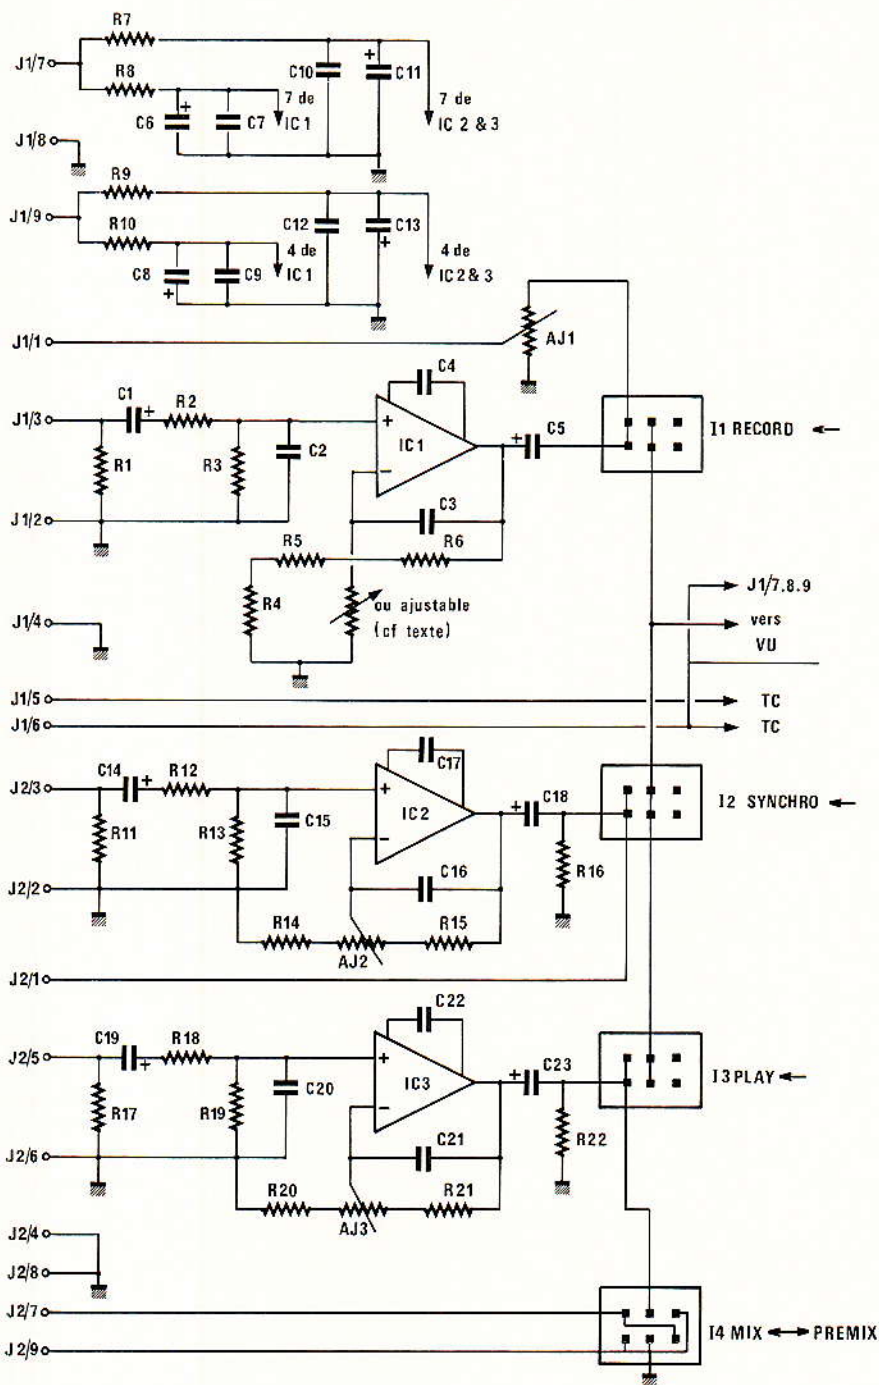 R7
J1/7
R8
C10
+
C11
7 de
IC1
7 de
IC 2 & 3
C6
+
C7
J1/8
R9
J1/9
R10
C12
C13
+
4 de
IC1
4 de
IC2&3
C8
+
C9
J1/1
AJ1
C4
J1/3
C1
+
R2
+
IC1
-
+
C5
I1 RECORD
R1
R3
C2
C3
J1/2
R5
R6
R4
ou ajustable
(cf texte)
J1/4
J1/7.8.9
vers
VU
J1/5
TC
J1/6
TC
C17
J2/3
C14
+
R12
+
IC2
-
+
C18
I2 SYNCHRO
R11
R13
C15
C16
R16
J2/2
R14
AJ2
R15
J2/1
C22
J2/5
C19
+
R18
+
IC3
-
+
C23
I3 PLAY
R17
R19
C20
C21
R22
J2/6
R20
AJ3
R21
J2/4
J2/8
J2/7
I4 MIX
PREMIX
J2/9